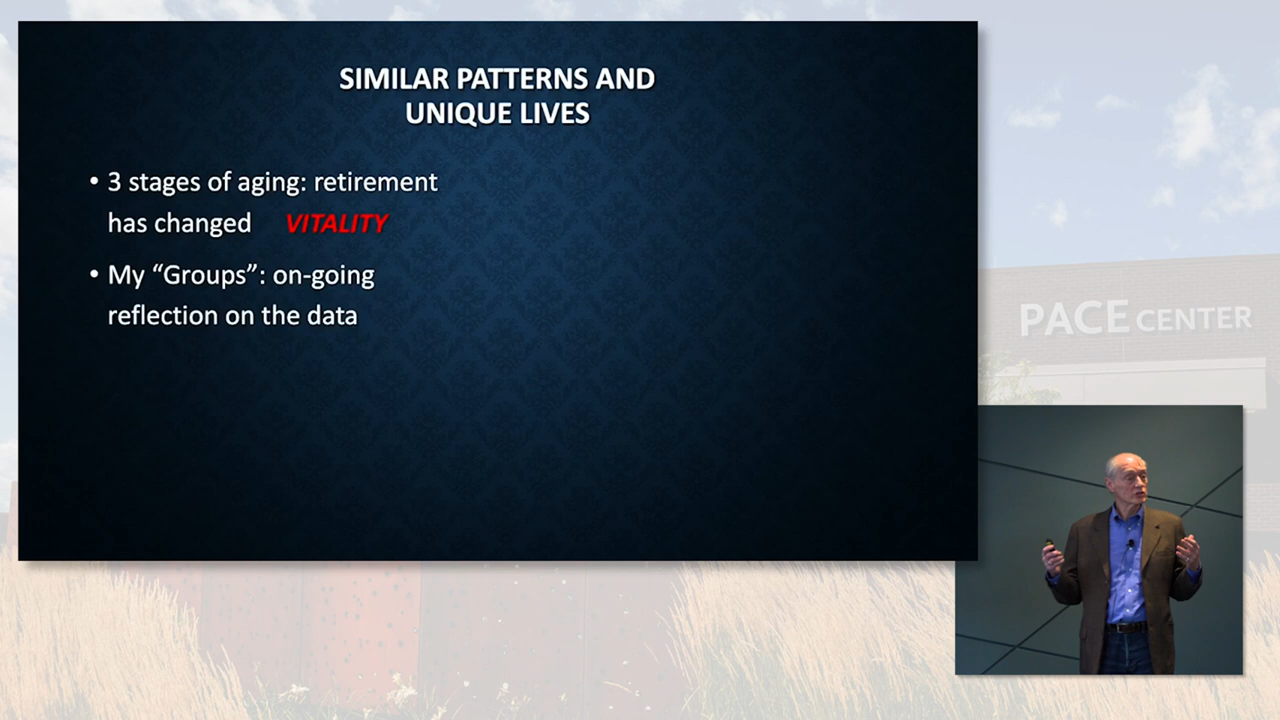 SIMILAR PATTERNS AND
UNIQUE LIVES
• 3 stages of aging: retirement
has changed VITALITY
• My “Groups”: on-going
reflection on the data
PACE CENTER